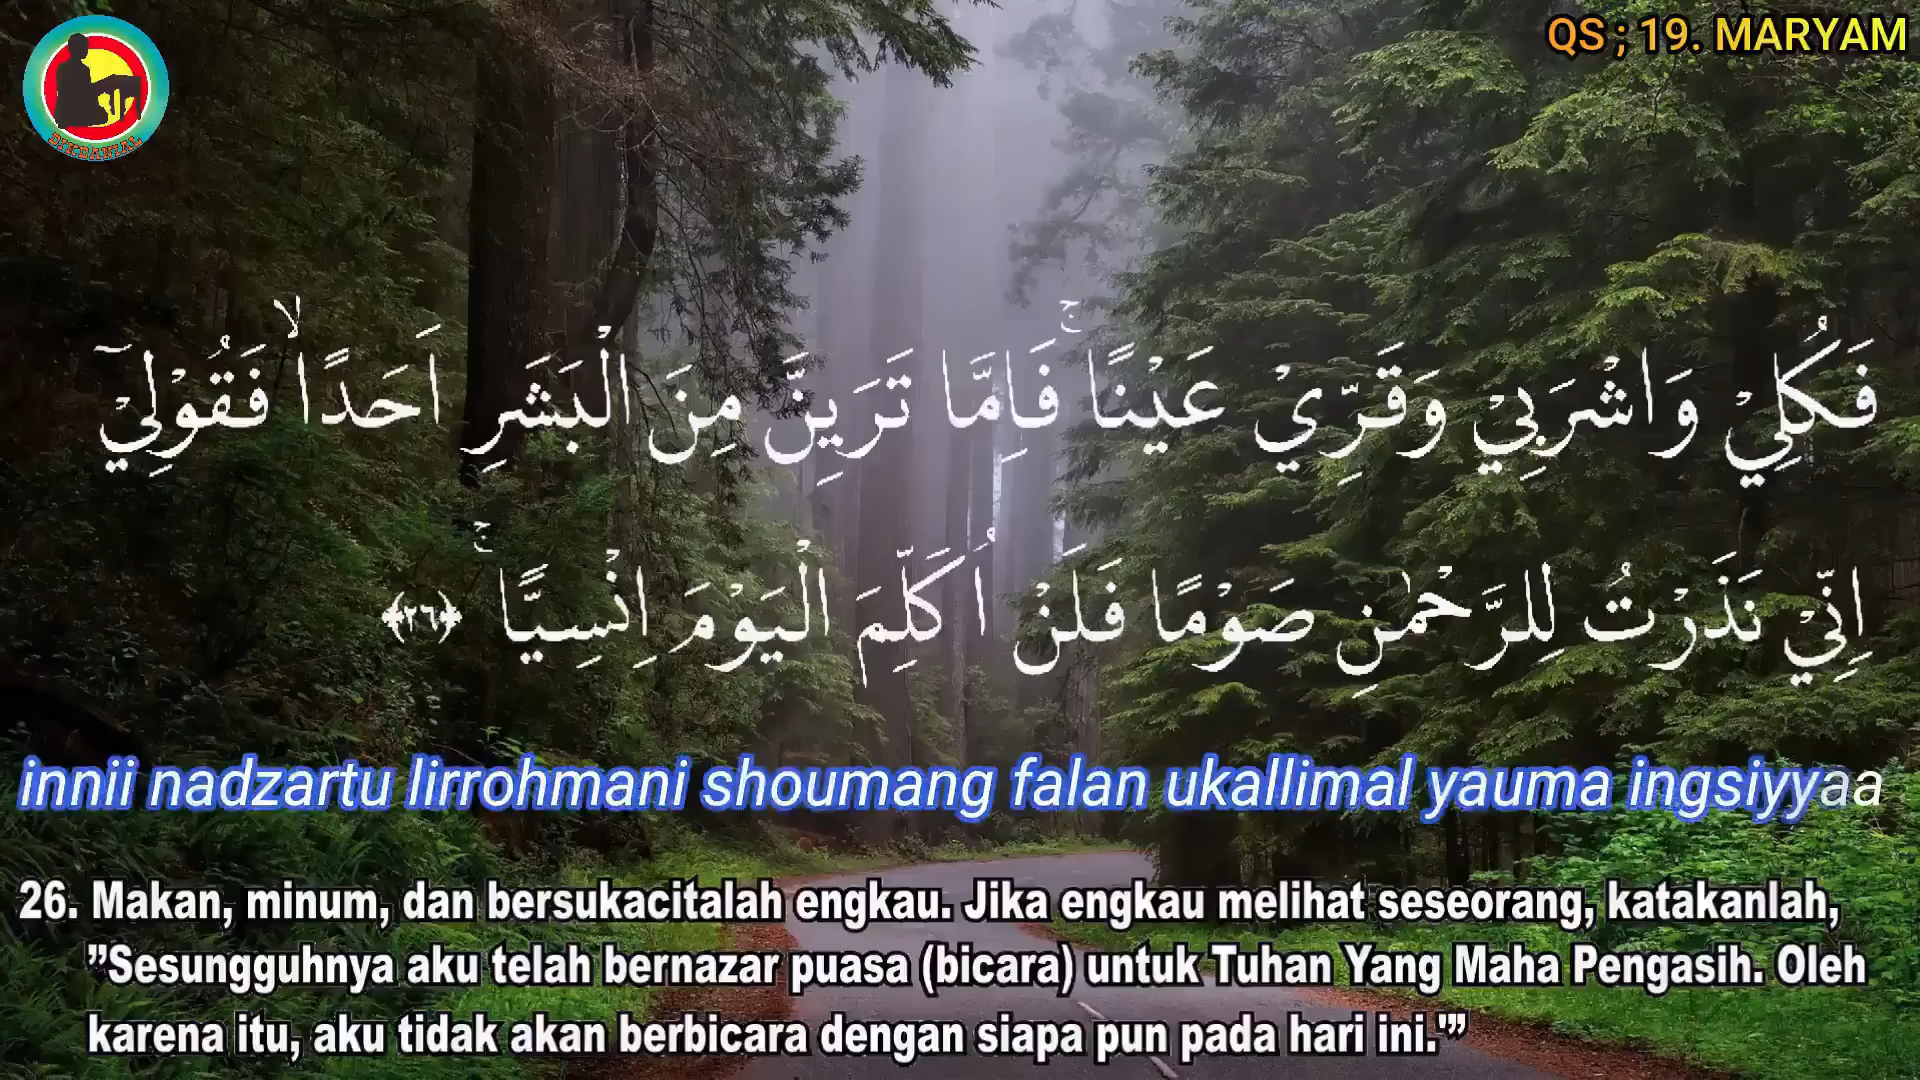 DIKDANIAL
QS ; 19. MARYAM
فَكُلِيْ وَاشْرَبِيْ وَقَرِّيْ عَيْنًا ۚ فَاِمَّا تَرَيِنَّ مِنَ الْبَشَرِ اَحَدًا ۙ فَقُوْلِيْٓ
اِنِّيْ نَذَرْتُ لِلرَّحْمٰنِ صَوْمًا فَلَنْ اُكَلِّمَ الْيَوْمَ اِنْسِيًّا ۚ ﴿٢٦﴾
innii nadzartu lirrohmani shoumang falan ukallimal yauma ingsiyyaa
26. Makan, minum, dan bersukacitalah engkau. Jika engkau melihat seseorang, katakanlah,
”Sesungguhnya aku telah bernazar puasa (bicara) untuk Tuhan Yang Maha Pengasih. Oleh
karena itu, aku tidak akan berbicara dengan siapa pun pada hari ini.'”